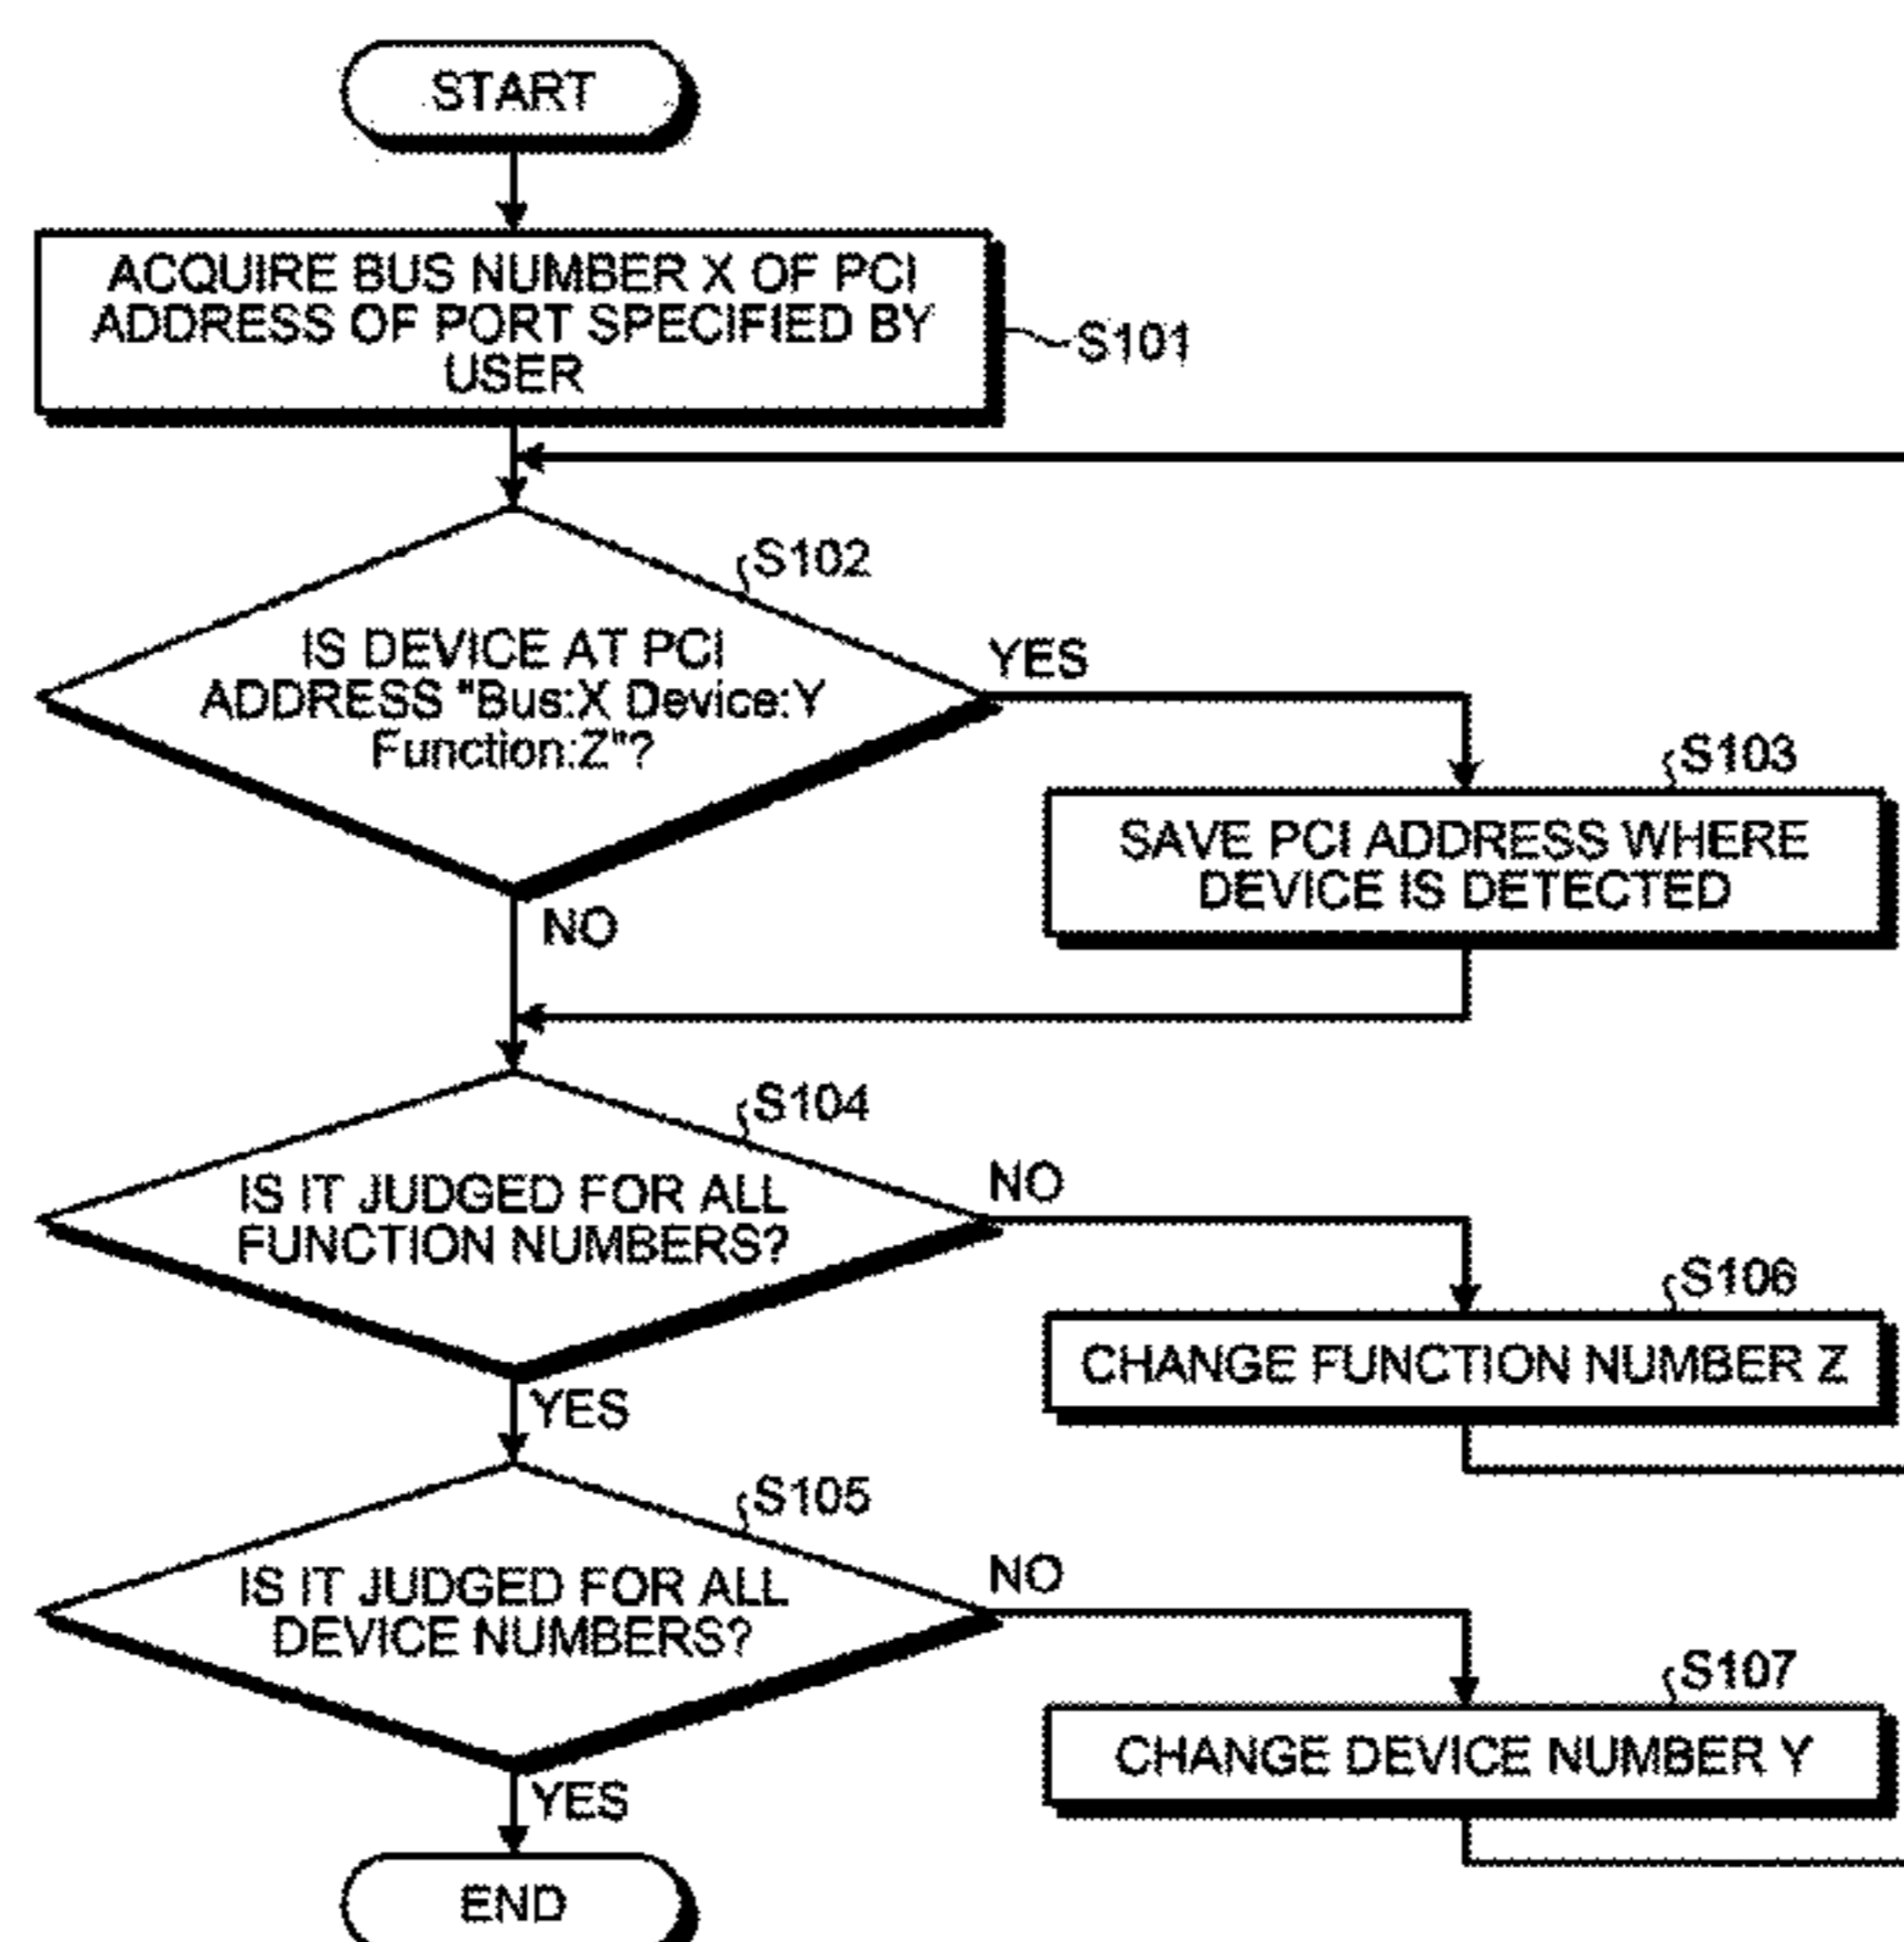 START
ACQUIRE BUS NUMBER X OF PCI
ADDRESS OF PORT SPECIFIED BY
USER
S101
S102
IS DEVICE AT PCI
ADDRESS "Bus:X Device:Y
Function:Z"?
YES
NO
S103
SAVE PCI ADDRESS WHERE
DEVICE IS DETECTED
S104
IS IT JUDGED FOR ALL
FUNCTION NUMBERS?
NO
YES
S106
CHANGE FUNCTION NUMBER Z
S105
IS IT JUDGED FOR ALL
DEVICE NUMBERS?
NO
YES
S107
CHANGE DEVICE NUMBER Y
END